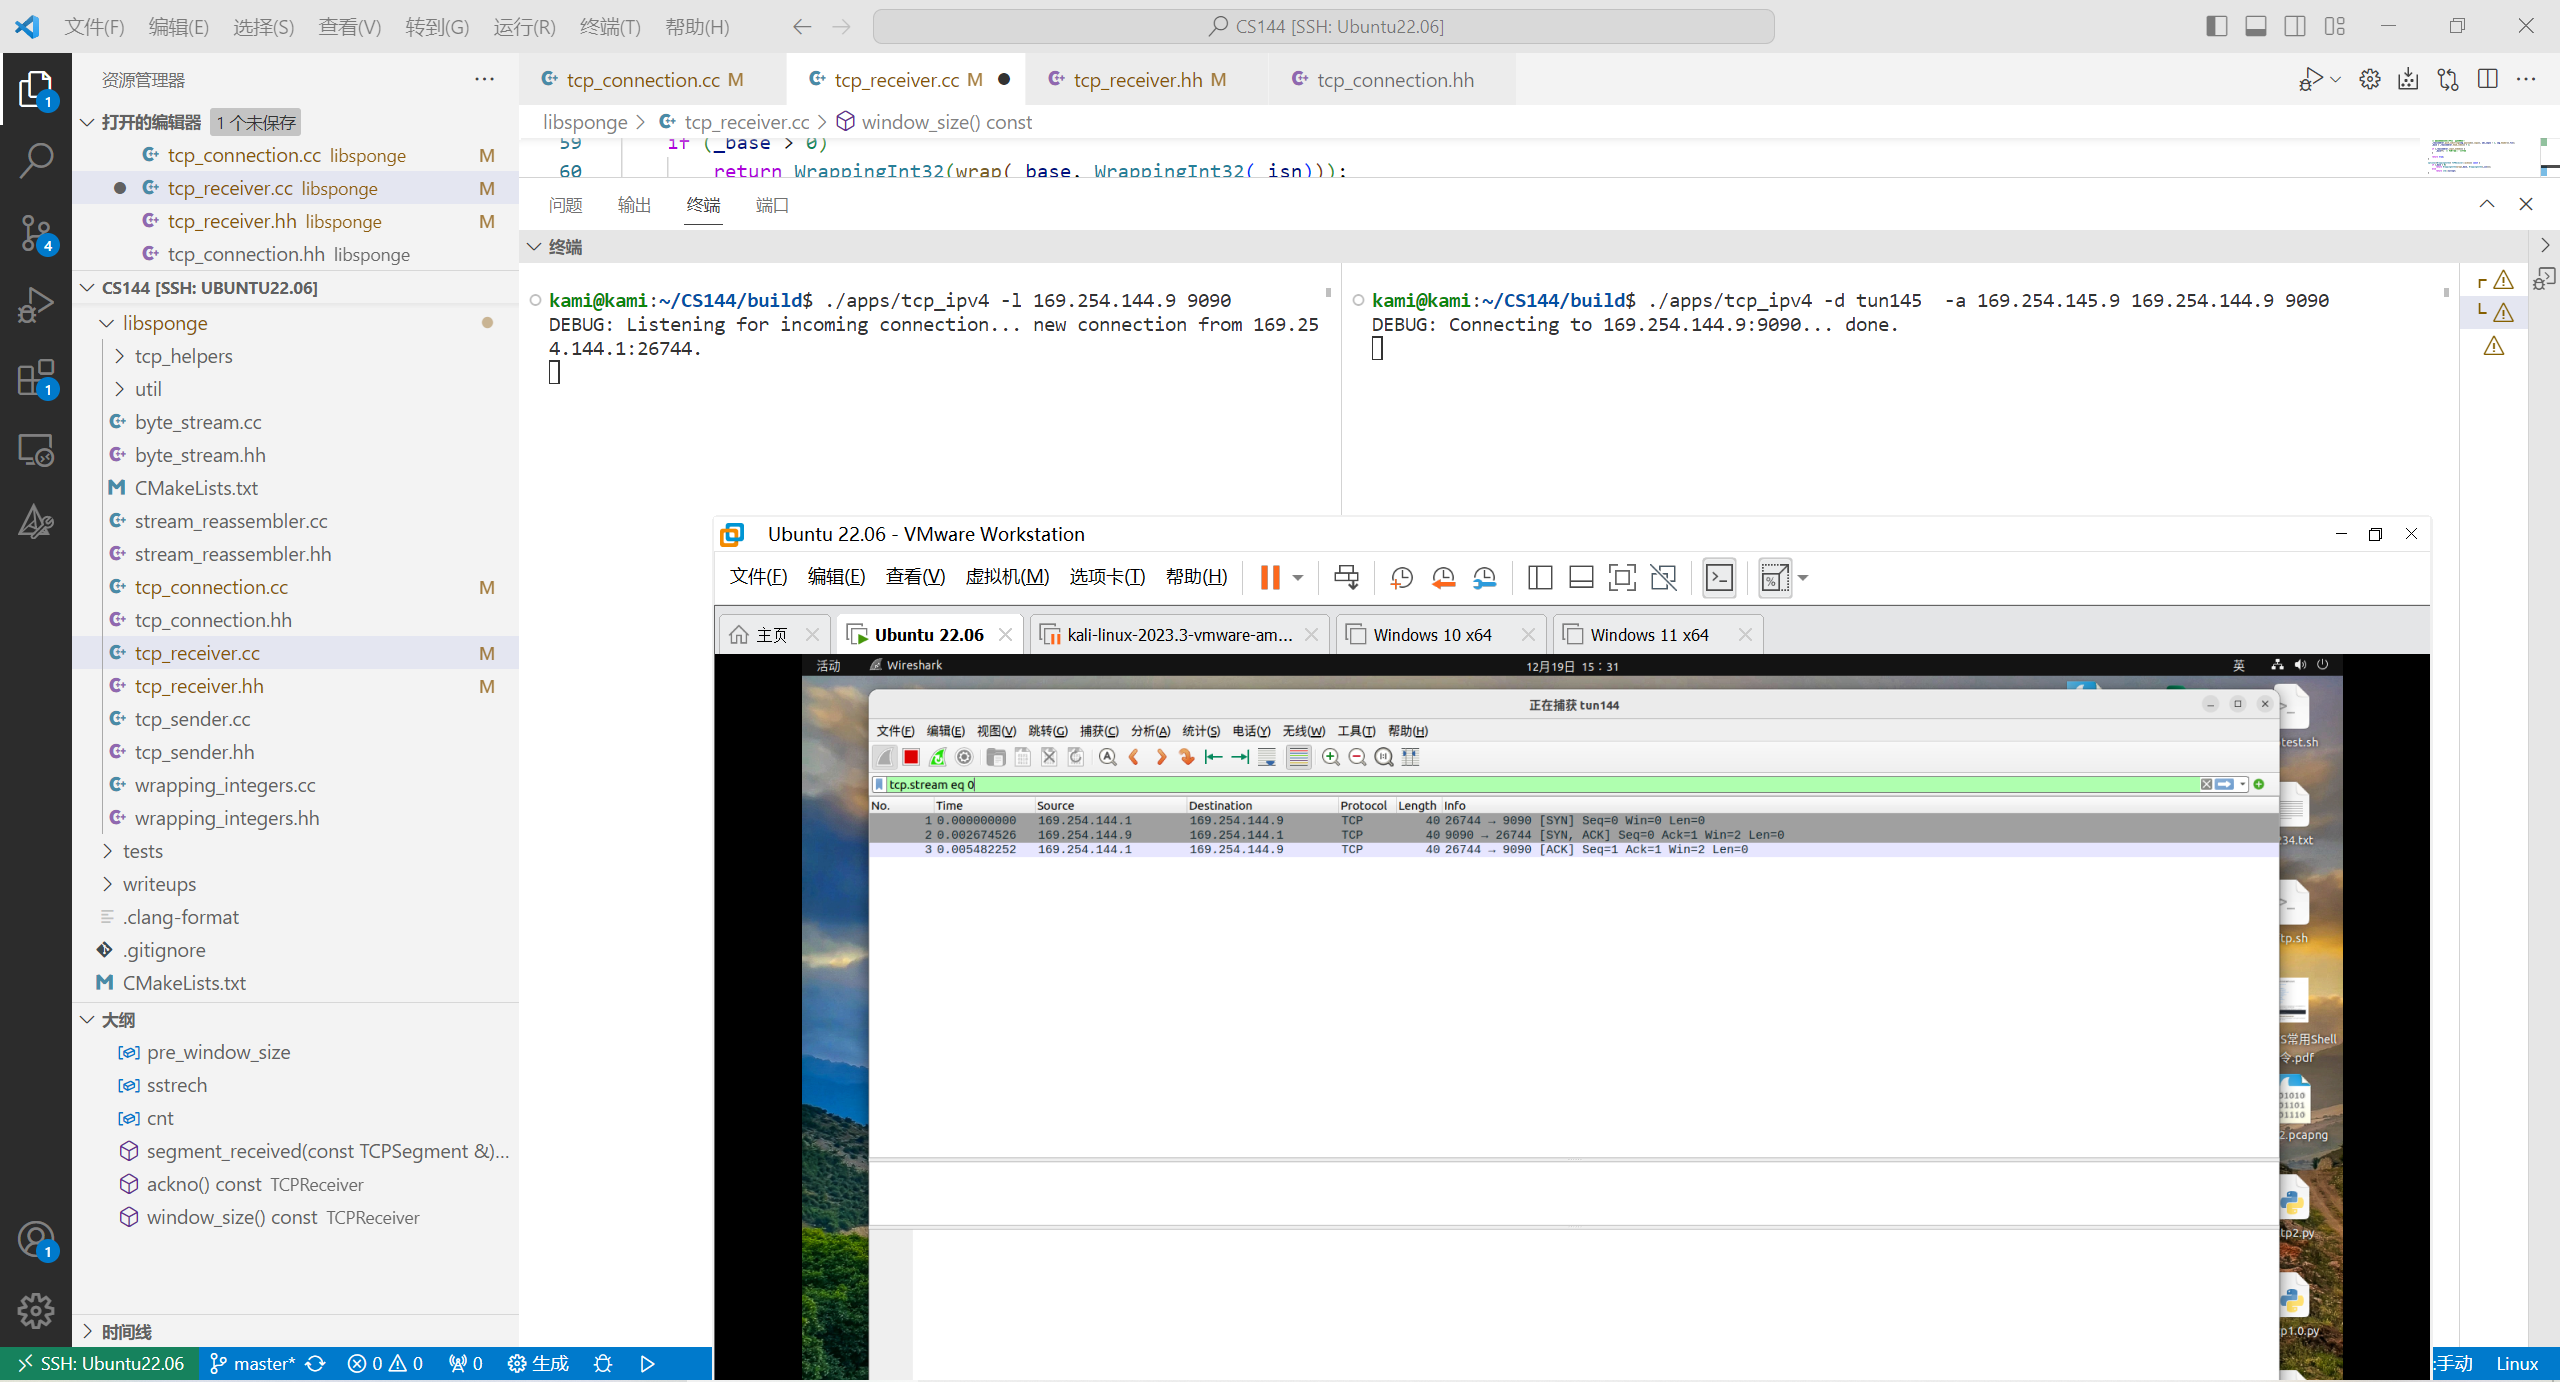 文件(F) 编辑(E) 选择(S) 查看(V) 转到(G) 运行(R) 终端(T) 帮助(H) CS144 [SSH: Ubuntu22.06]
资源管理器
tcp_connection.cc M tcp_receiver.cc M tcp_receiver.hh M tcp_connection.hh
打开的编辑器 1 个未保存
tcp_connection.cc libsponge M
tcp_receiver.cc libsponge M
tcp_receiver.hh libsponge M
tcp_connection.hh libsponge
CS144 [SSH: UBUNTU22.06]
libsponge
tcp_helpers
util
byte_stream.cc
byte_stream.hh
CMakeLists.txt
stream_reassembler.cc
stream_reassembler.hh
tcp_connection.cc M
tcp_connection.hh
tcp_receiver.cc M
tcp_receiver.hh M
tcp_sender.cc
tcp_sender.hh
wrapping_integers.cc
wrapping_integers.hh
tests
writeups
.clang-format
.gitignore
CMakeLists.txt
大纲
pre_window_size
sstrech
cnt
segment_received(const TCPSegment &)...
ackno() const TCPReceiver
window_size() const TCPReceiver
时间线
1
4
1
1
libsponge > tcp_receiver.cc > window_size() const
59 if (_base > 0)
60 return WrappingInt32(wrap(_base, WrappingInt32(_isn)));
问题 输出 终端 端口
终端
kami@kami:~/CS144/build$ ./apps/tcp_ipv4 -l 169.254.144.9 9090
DEBUG: Listening for incoming connection... new connection from 169.25
4.144.1:26744.
kami@kami:~/CS144/build$ ./apps/tcp_ipv4 -d tun145  -a 169.254.145.9 169.254.144.9 9090
DEBUG: Connecting to 169.254.144.9:9090... done.
Ubuntu 22.06 - VMware Workstation
文件(F) 编辑(E) 查看(V) 虚拟机(M) 选项卡(T) 帮助(H)
主页 Ubuntu 22.06 kali-linux-2023.3-vmware-am... Windows 10 x64 Windows 11 x64
活动 Wireshark 12月19日 15：31 英
正在捕获 tun144
文件(F) 编辑(E) 视图(V) 跳转(G) 捕获(C) 分析(A) 统计(S) 电话(Y) 无线(W) 工具(T) 帮助(H)
tcp.stream eq 0
No. Time Source Destination Protocol Length Info
1 0.000000000 169.254.144.1 169.254.144.9 TCP 40 26744 → 9090 [SYN] Seq=0 Win=0 Len=0
2 0.002674526 169.254.144.9 169.254.144.1 TCP 40 9090 → 26744 [SYN, ACK] Seq=0 Ack=1 Win=2 Len=0
3 0.005482252 169.254.144.1 169.254.144.9 TCP 40 26744 → 9090 [ACK] Seq=1 Ack=1 Win=2 Len=0
test.sh
34.txt
tp.sh
S常用Shell
令.pdf
2.pcapng
tp2.py
p1.0.py
SSH: Ubuntu22.06 master* 0 0 0 生成 手动 Linux